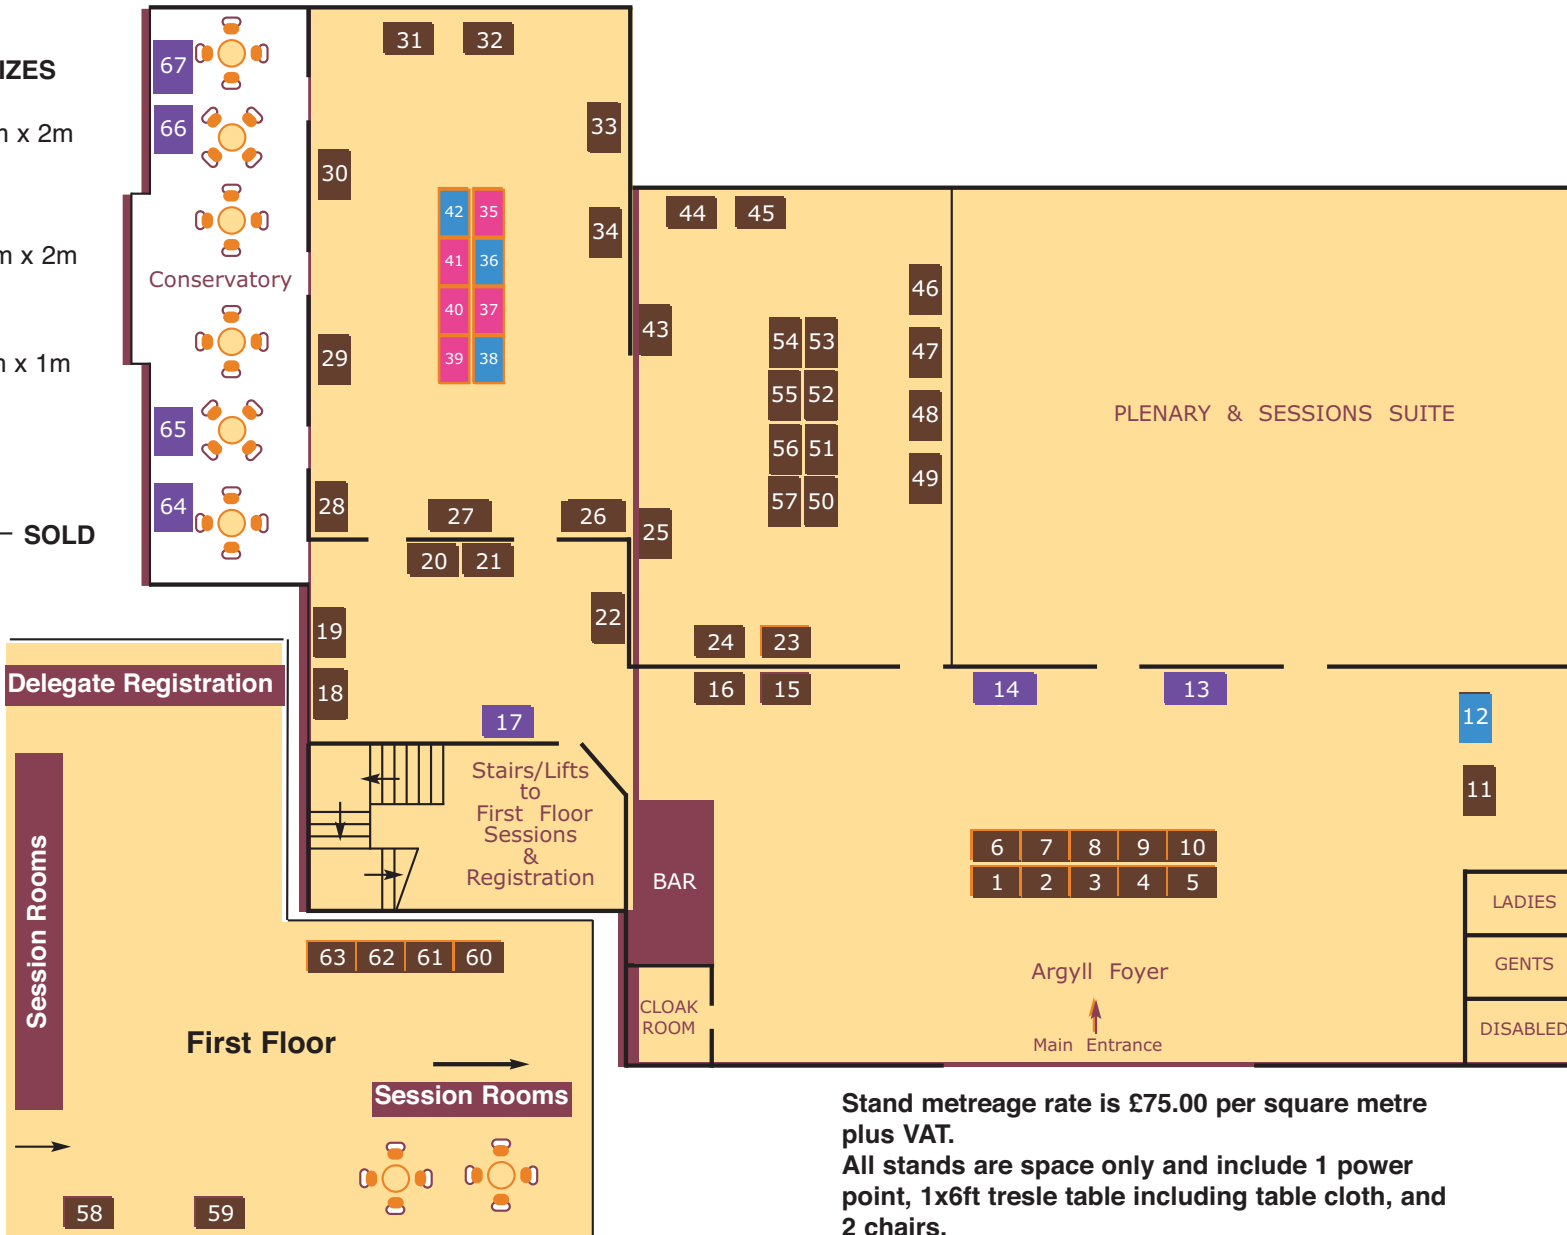 IZES
x 2m
m x 2m
x 1m
– SOLD
67
66
Conservatory
65
64
31 32
33
30
34
42 35
41 36
40 37
39 38
29
28
27
26
20 21
22
19
18
17
44 45
46
43
47
54 53
55 52
48
56 51
49
57 50
25
24 23
16 15
14
13
12
11
PLENARY & SESSIONS SUITE
Stairs/Lifts
to
First Floor
Sessions
&
Registration
BAR
6 7 8 9 10
1 2 3 4 5
LADIES
GENTS
DISABLED
Argyll Foyer
Main Entrance
CLOAK
ROOM
Delegate Registration
Session Rooms
63 62 61 60
First Floor
Session Rooms
58
59
Stand metreage rate is £75.00 per square metre
plus VAT.
All stands are space only and include 1 power
point, 1x6ft tresle table including table cloth, and
2 chairs.